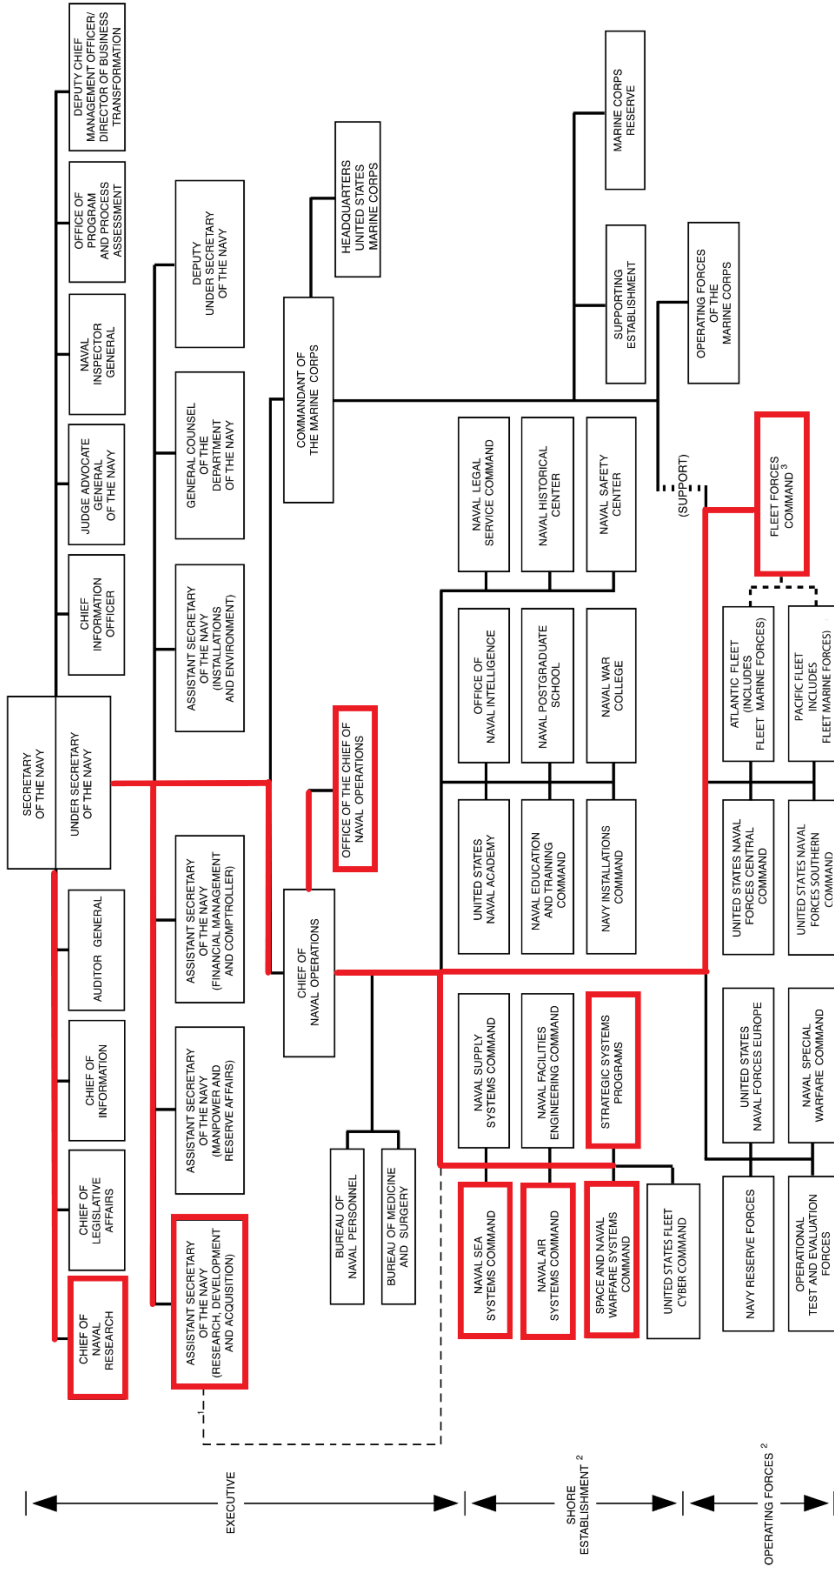 SECRETARY
OF THE NAVY
UNDER SECRETARY
OF THE NAVY
CHIEF OF
NAVAL
RESEARCH
CHIEF OF
LEGISLATIVE
AFFAIRS
CHIEF OF
INFORMATION
AUDITOR GENERAL
CHIEF
INFORMATION
OFFICER
JUDGE ADVOCATE
GENERAL
OF THE NAVY
NAVAL
INSPECTOR
GENERAL
OFFICE OF
PROGRAM
AND PROCESS
ASSESSMENT
DEPUTY CHIEF
MANAGEMENT OFFICER/
DIRECTOR OF BUSINESS
TRANSFORMATION
ASSISTANT SECRETARY
OF THE NAVY
(RESEARCH, DEVELOPMENT
AND ACQUISITION)
ASSISTANT SECRETARY
OF THE NAVY
(MANPOWER AND
RESERVE AFFAIRS)
ASSISTANT SECRETARY
OF THE NAVY
(FINANCIAL MANAGEMENT
AND COMPTROLLER)
ASSISTANT SECRETARY
OF THE NAVY
(INSTALLATIONS
AND ENVIRONMENT)
GENERAL COUNSEL
OF THE
DEPARTMENT
OF THE NAVY
DEPUTY
UNDER SECRETARY
OF THE NAVY
1
EXECUTIVE
CHIEF OF
NAVAL OPERATIONS
COMMANDANT OF
THE MARINE CORPS
BUREAU OF
NAVAL PERSONNEL
BUREAU OF MEDICINE
AND SURGERY
OFFICE OF THE CHIEF OF
NAVAL OPERATIONS
HEADQUARTERS
UNITED STATES
MARINE CORPS
SHORE
ESTABLISHMENT 2
NAVAL SEA
SYSTEMS COMMAND
NAVAL SUPPLY
SYSTEMS COMMAND
UNITED STATES
NAVAL ACADEMY
OFFICE OF
NAVAL INTELLIGENCE
NAVAL LEGAL
SERVICE COMMAND
NAVAL AIR
SYSTEMS COMMAND
NAVAL FACILITIES
ENGINEERING COMMAND
NAVAL EDUCATION
AND TRAINING
COMMAND
NAVAL POSTGRADUATE
SCHOOL
NAVAL HISTORICAL
CENTER
SPACE AND NAVAL
WARFARE SYSTEMS
COMMAND
STRATEGIC SYSTEMS
PROGRAMS
NAVY INSTALLATIONS
COMMAND
NAVAL WAR
COLLEGE
NAVAL SAFETY
CENTER
SUPPORTING
ESTABLISHMENT
MARINE CORPS
RESERVE
UNITED STATES FLEET
CYBER COMMAND
(SUPPORT)
OPERATING FORCES
OF THE
MARINE CORPS
OPERATING FORCES 2
NAVY RESERVE FORCES
UNITED STATES
NAVAL FORCES EUROPE
UNITED STATES NAVAL
FORCES CENTRAL
COMMAND
ATLANTIC FLEET
(INCLUDES
FLEET MARINE FORCES)
FLEET FORCES
COMMAND 3
OPERATIONAL
TEST AND EVALUATION
FORCES
NAVAL SPECIAL
WARFARE COMMAND
UNITED STATES NAVAL
FORCES SOUTHERN
COMMAND
PACIFIC FLEET
INCLUDES
FLEET MARINE FORCES)